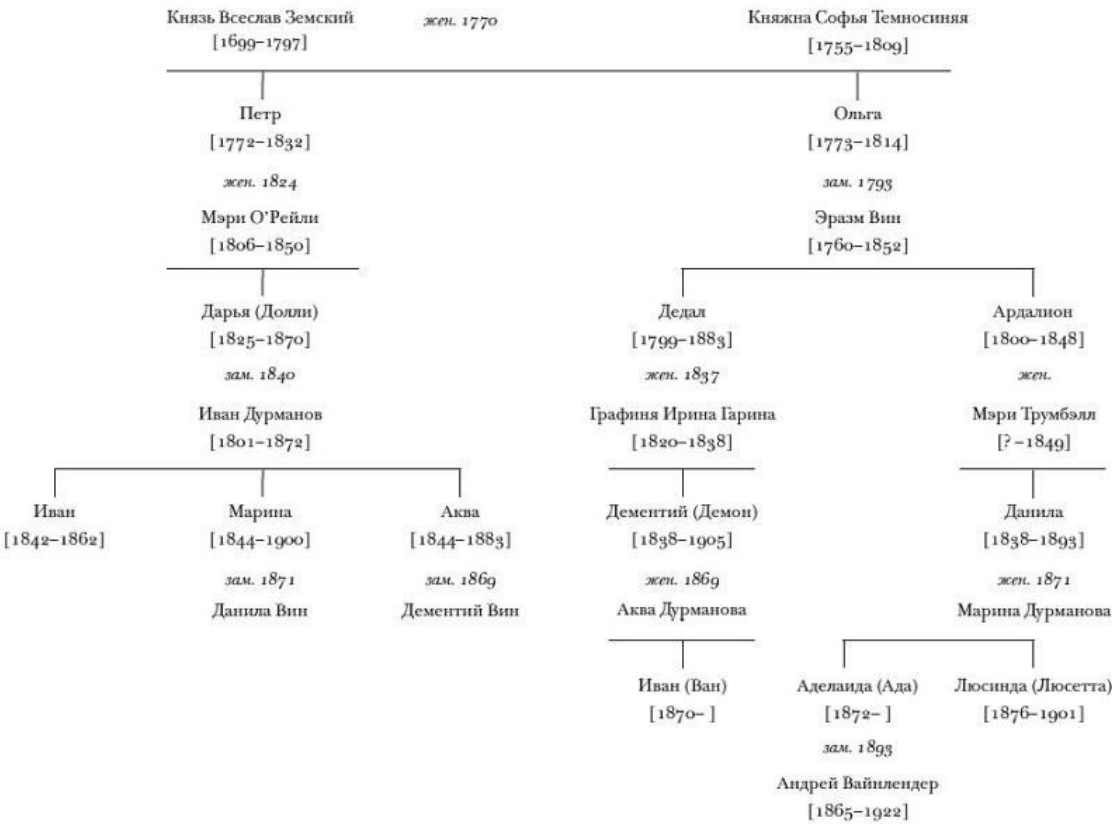 Князь Всеслав Земский
жен. 1770
Княжна Софья Темносиняя
[1699–1797]
[1755–1809]
Петр
Ольга
[1772–1832]
[1773–1814]
жен. 1824
зам. 1793
Мэри О’Рейли
Эразм Вин
[1806–1850]
[1760–1852]
Дарья (Долли)
Дедал
Ардалион
[1825–1870]
[1799–1883]
[1800–1848]
зам. 1840
жен. 1837
жен.
Иван Дурманов
Графиня Ирина Гарина
Мэри Трумбэлл
[1801–1872]
[1820–1838]
[?–1849]
Иван
Марина
Аква
Дементий (Демон)
Данила
[1842–1862]
[1844–1900]
[1844–1883]
[1838–1905]
[1838–1893]
зам. 1871
зам. 1869
жен. 1869
жен. 1871
Данила Вин
Дементий Вин
Аква Дурманова
Марина Дурманова
Иван (Ван)
Аделаида (Ада)
Люсинда (Люсетта)
[1870– ]
[1872– ]
[1876–1901]
зам. 1893
Андрей Вайнлендер
[1865–1922]